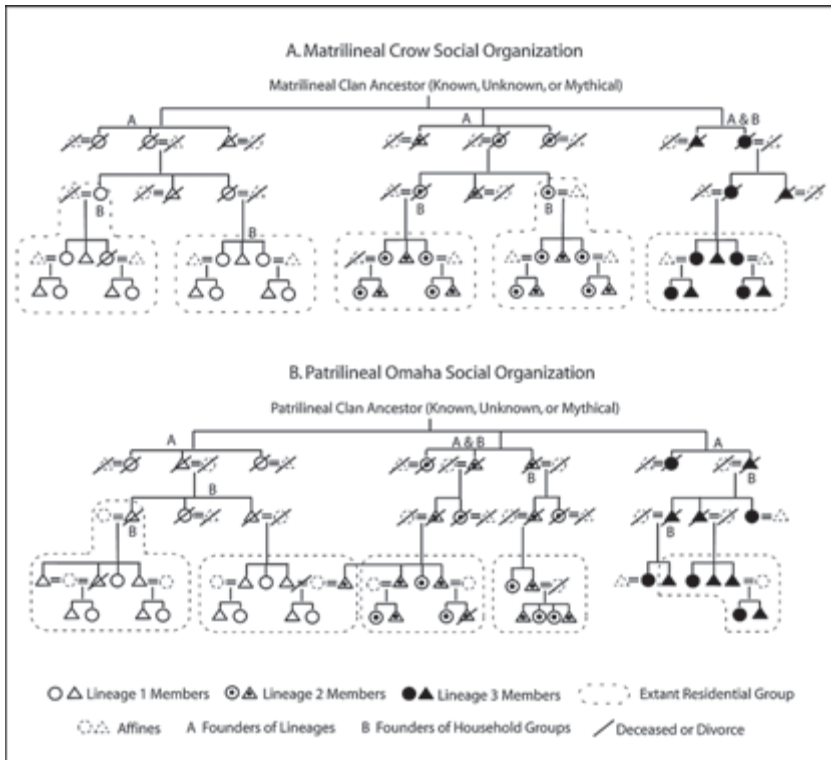 A. Matrilineal Crow Social Organization
Matrilineal Clan Ancestor (Known, Unknown, or Mythical)
A A A & B
B B B
B
B. Patrilineal Omaha Social Organization
Patrilineal Clan Ancestor (Known, Unknown, or Mythical)
A A & B A
B B
B
B B
Lineage 1 Members Lineage 2 Members Lineage 3 Members Extant Residential Group
Affines A Founders of Lineages B Founders of Household Groups Deceased or Divorce